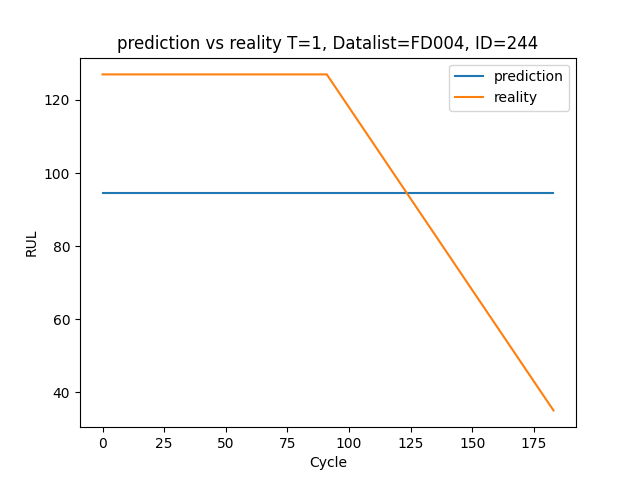 prediction vs reality T=1, Datalist=FD004, ID=244
prediction
reality
RUL
120
100
80
60
40
0 25 50 75 100 125 150 175
Cycle